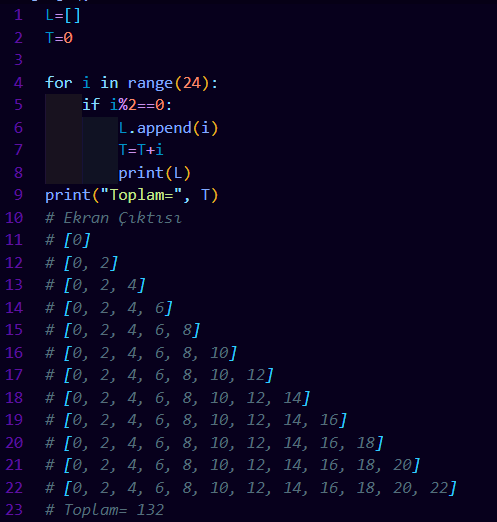 1 L=[]
2 T=0
3
4 for i in range(24):
5 if i%2==0:
6 L.append(i)
7 T=T+i
8 print(L)
9 print("Toplam=", T)
10 # Ekran Çıktısı
11 # [0]
12 # [0, 2]
13 # [0, 2, 4]
14 # [0, 2, 4, 6]
15 # [0, 2, 4, 6, 8]
16 # [0, 2, 4, 6, 8, 10]
17 # [0, 2, 4, 6, 8, 10, 12]
18 # [0, 2, 4, 6, 8, 10, 12, 14]
19 # [0, 2, 4, 6, 8, 10, 12, 14, 16]
20 # [0, 2, 4, 6, 8, 10, 12, 14, 16, 18]
21 # [0, 2, 4, 6, 8, 10, 12, 14, 16, 18, 20]
22 # [0, 2, 4, 6, 8, 10, 12, 14, 16, 18, 20, 22]
23 # Toplam= 132